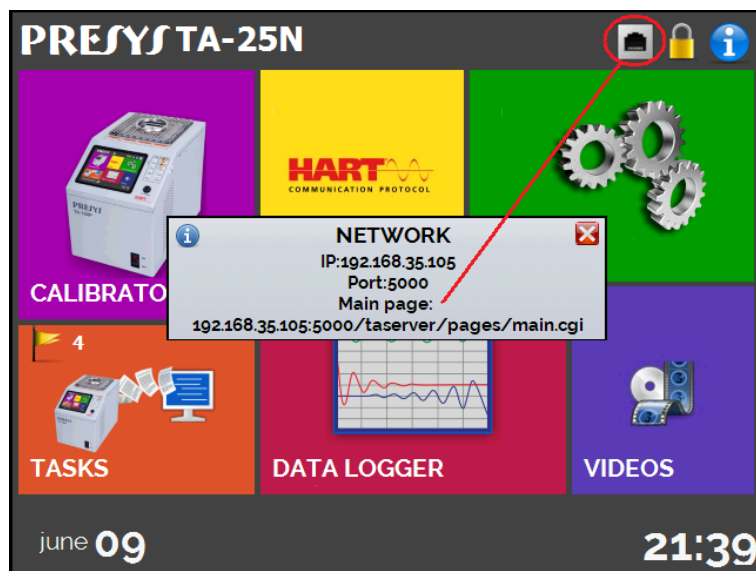 PRESYS TA-25N
HART
COMMUNICATION PROTOCOL
PRESYS
NETWORK
IP:192.168.35.105
Port:5000
Main page:
192.168.35.105:5000/taserver/pages/main.cgi
CALIBRATO
4
TASKS
DATA LOGGER
VIDEOS
june 09
21:39